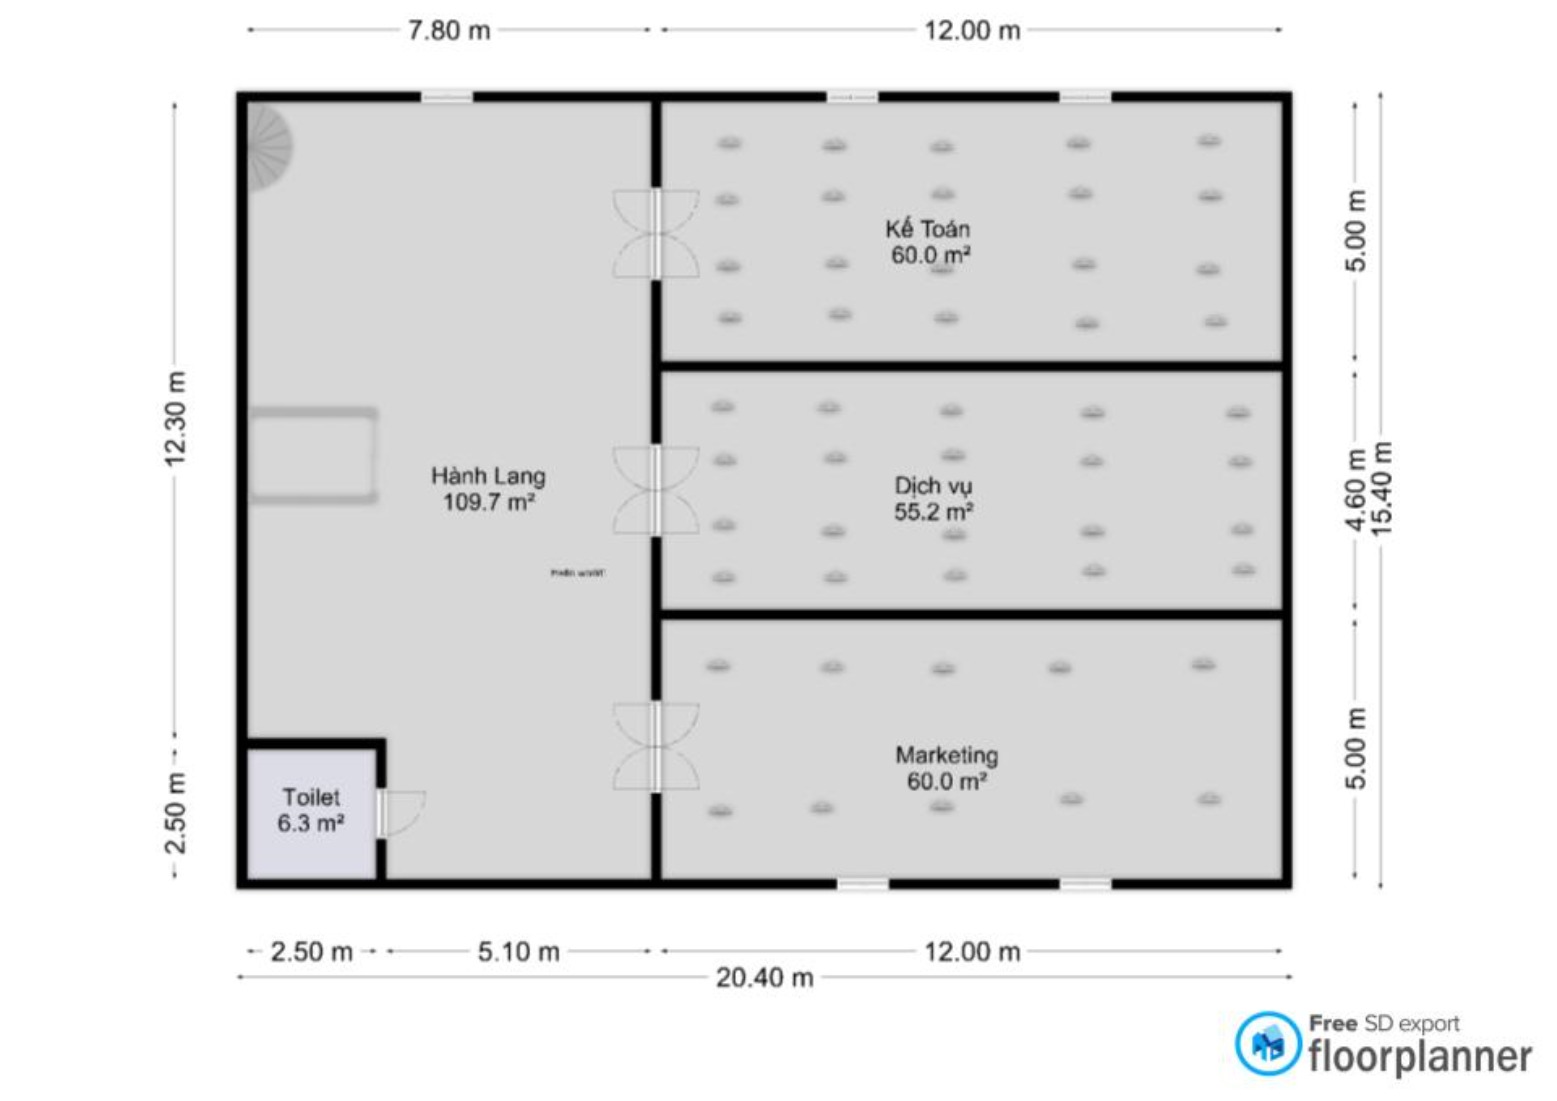 7.80 m
12.00 m
Kế Toán
60.0 m²
5.00 m
12.30 m
Hành Lang
109.7 m²
Dịch vụ
55.2 m²
4.60 m
15.40 m
Marketing
60.0 m²
5.00 m
Toilet
6.3 m²
2.50 m
2.50 m
5.10 m
12.00 m
20.40 m
Free SD export
floorplanner